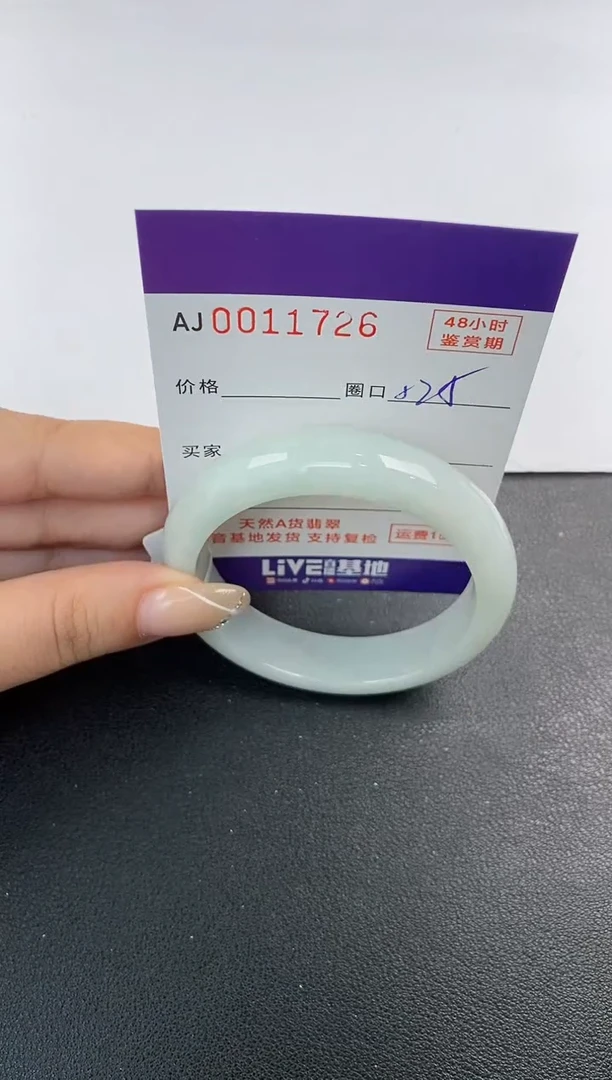 AJ 0011726
48小时
鉴赏期
价格
圈口
买家
天然A货翡翠
音基地发货 支持复检
运费1
LiVE 基地